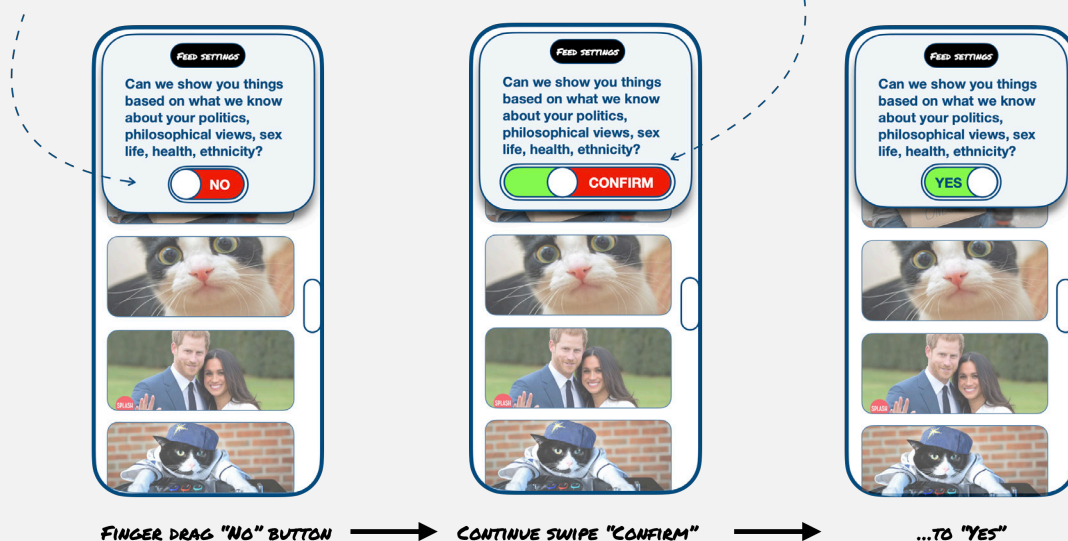 FEED SETTINGS
Can we show you things
based on what we know
about your politics,
philosophical views, sex
life, health, ethnicity?
NO
SPLASH
FINGER DRAG "NO" BUTTON
FEED SETTINGS
Can we show you things
based on what we know
about your politics,
philosophical views, sex
life, health, ethnicity?
CONFIRM
SPLASH
CONTINUE SWIPE "CONFIRM"
FEED SETTINGS
Can we show you things
based on what we know
about your politics,
philosophical views, sex
life, health, ethnicity?
YES
SPLASH
...TO "YES"